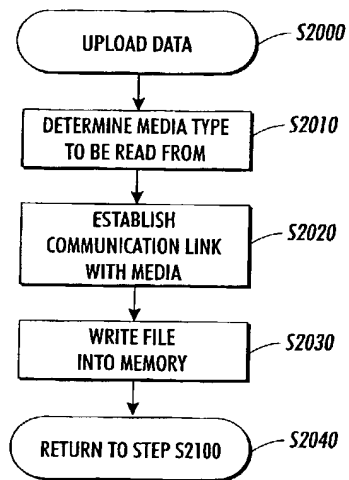 UPLOAD DATA
S2000
DETERMINE MEDIA TYPE
TO BE READ FROM
S2010
ESTABLISH
COMMUNICATION LINK
WITH MEDIA
S2020
WRITE FILE
INTO MEMORY
S2030
RETURN TO STEP S2100
S2040